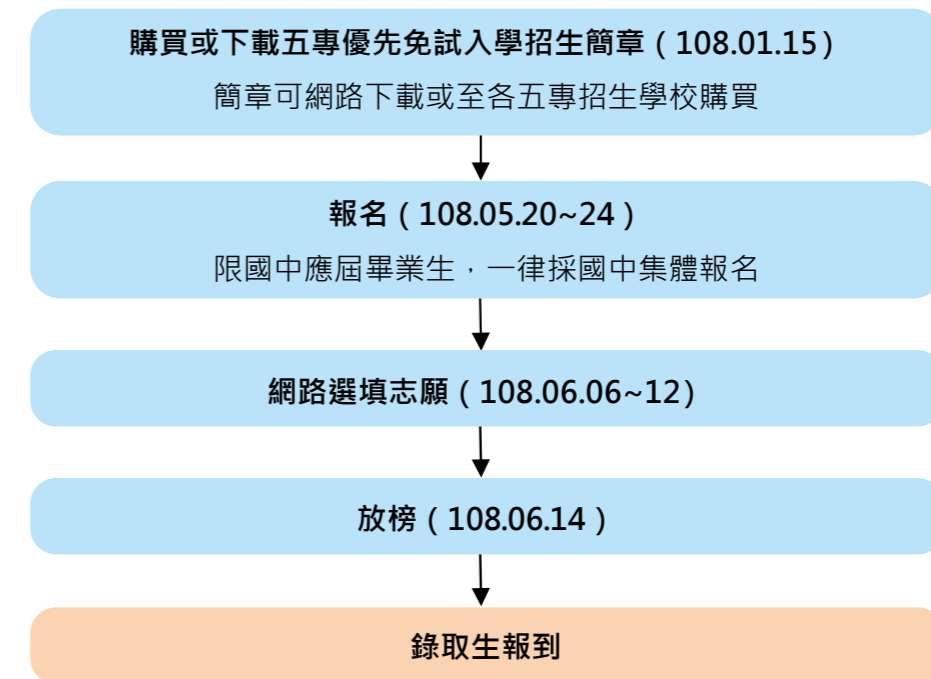 購買或下載五專優先免試入學招生簡章（108.01.15）
簡章可網路下載或至各五專招生學校購買
報名（108.05.20~24）
限國中應屆畢業生，一律採國中集體報名
網路選填志願（108.06.06~12）
放榜（108.06.14）
錄取生報到